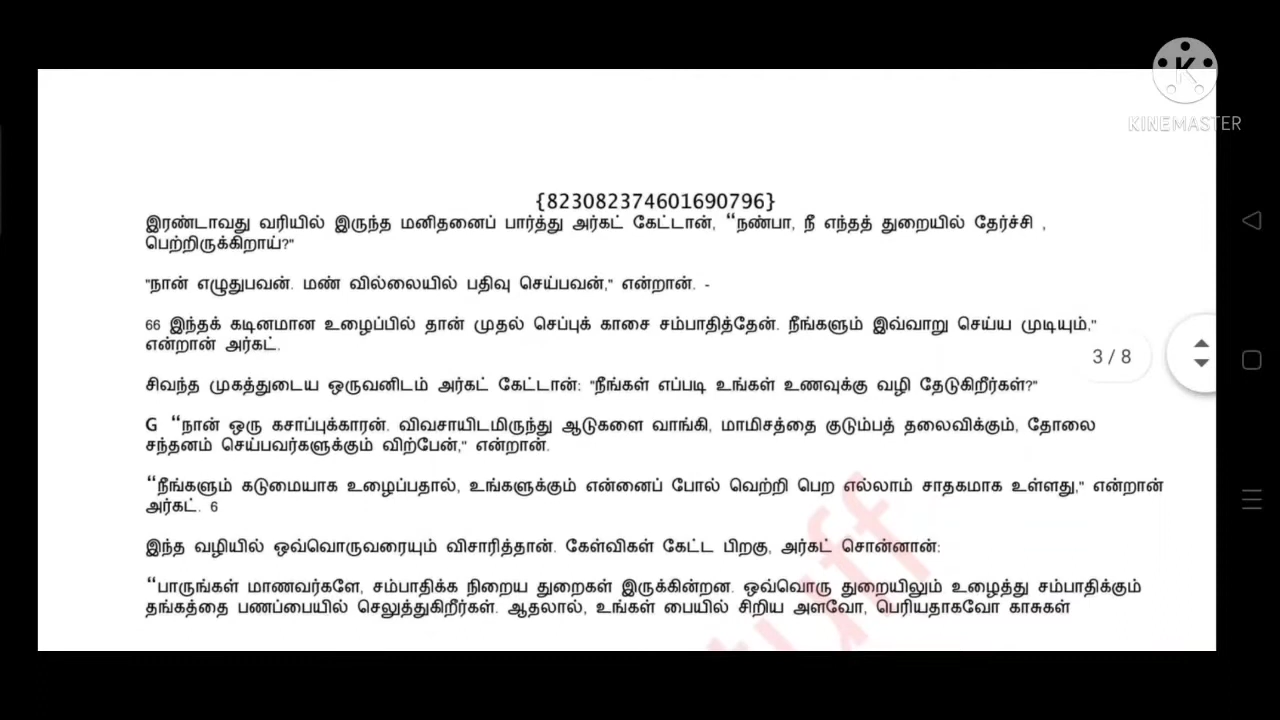 KINEMASTER
{823082374601690796}
இரண்டாவது வரியில் இருந்த மனிதனைப் பார்த்து அர்கட் கேட்டான், “நண்பா, நீ எந்தத் துறையில் தேர்ச்சி ,
பெற்றிருக்கிறாய்?"
"நான் எழுதுபவன். மண் வில்லையில் பதிவு செய்பவன்," என்றான். -
66 இந்தக் கடினமான உழைப்பில் தான் முதல் செப்புக் காசை சம்பாதித்தேன். நீங்களும் இவ்வாறு செய்ய முடியும்,"
என்றான் அர்கட்.
3 / 8
சிவந்த முகத்துடைய ஒருவனிடம் அர்கட் கேட்டான்: "நீங்கள் எப்படி உங்கள் உணவுக்கு வழி தேடுகிறீர்கள்?"
G “நான் ஒரு கசாப்புக்காரன். விவசாயிடமிருந்து ஆடுகளை வாங்கி, மாமிசத்தை குடும்பத் தலைவிக்கும், தோலை
சந்தனம் செய்பவர்களுக்கும் விற்பேன்," என்றான்.
“நீங்களும் கடுமையாக உழைப்பதால், உங்களுக்கும் என்னைப் போல் வெற்றி பெற எல்லாம் சாதகமாக உள்ளது," என்றான்
அர்கட். 6
இந்த வழியில் ஒவ்வொருவரையும் விசாரித்தான். கேள்விகள் கேட்ட பிறகு, அர்கட் சொன்னான்:
“பாருங்கள் மாணவர்களே, சம்பாதிக்க நிறைய துறைகள் இருக்கின்றன. ஒவ்வொரு துறையிலும் உழைத்து சம்பாதிக்கும்
தங்கத்தை பணப்பையில் செலுத்துகிறீர்கள். ஆதலால், உங்கள் பையில் சிறிய அளவோ, பெரியதாகவோ காசுகள்